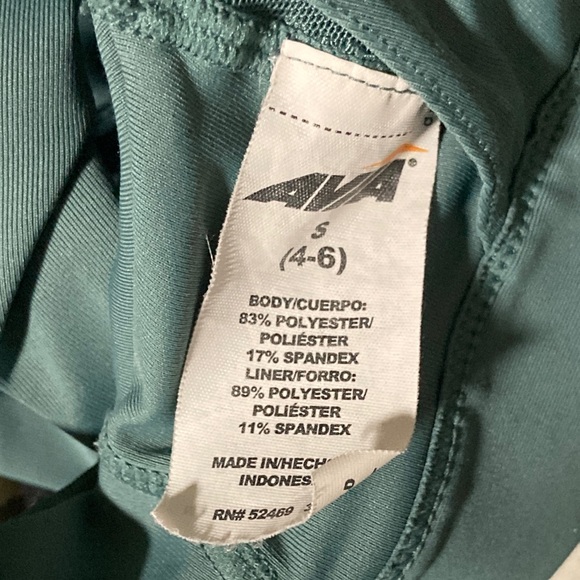 AVIA®
S
(4-6)
BODY/CUERPO:
83% POLYESTER/
POLIÉSTER
17% SPANDEX
LINER/FORRO:
89% POLYESTER/
POLIÉSTER
11% SPANDEX
MADE IN/HECH
INDONES
RN# 52469